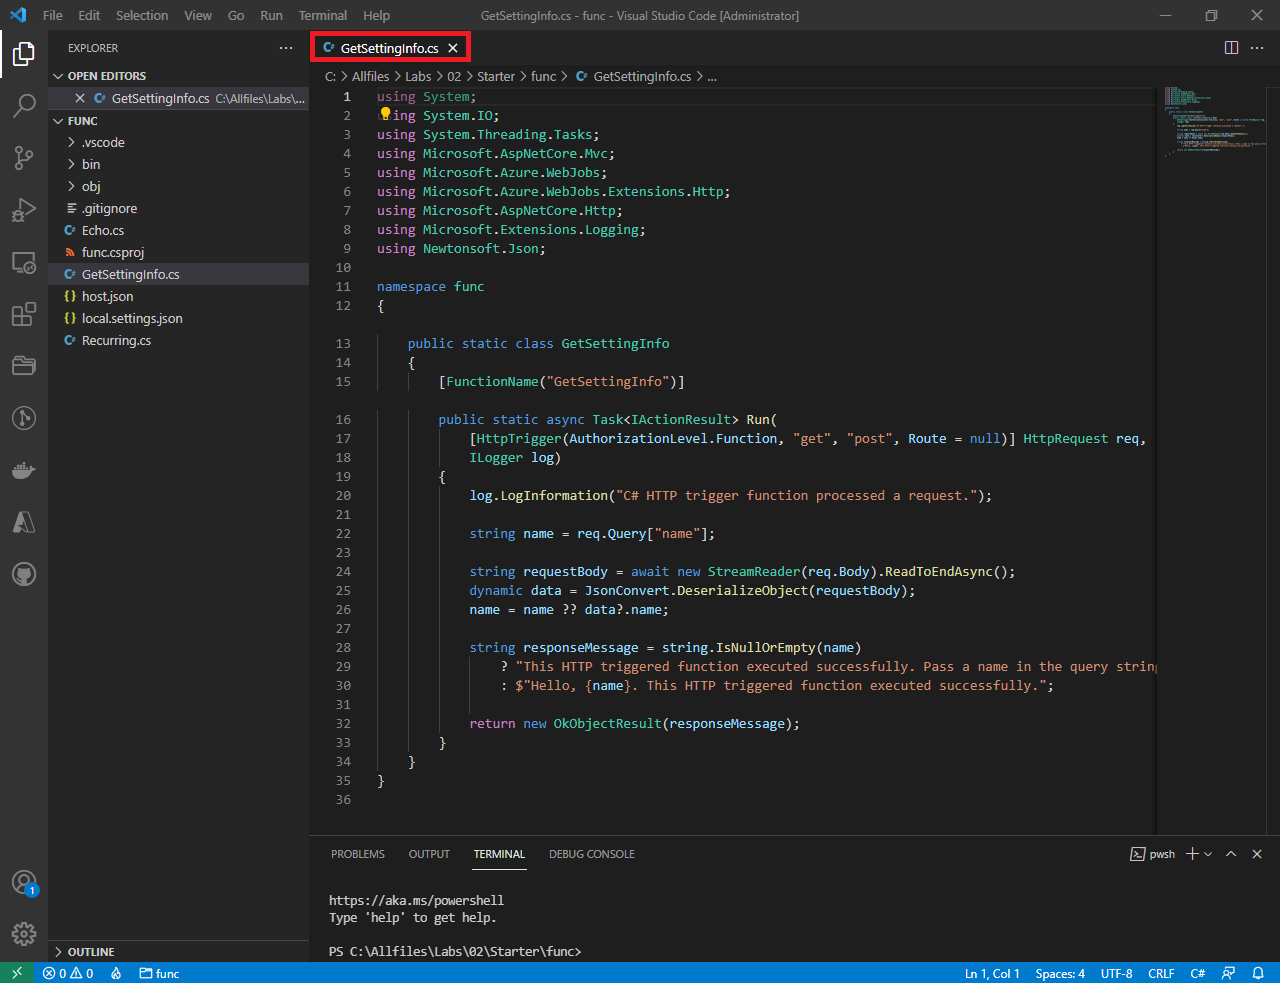 File Edit Selection View Go Run Terminal Help GetSettingInfo.cs - func - Visual Studio Code [Administrator]
EXPLORER
OPEN EDITORS
GetSettingInfo.cs C:\Allfiles\Labs\...
FUNC
.vscode
bin
obj
.gitignore
Echo.cs
func.csproj
GetSettingInfo.cs
host.json
local.settings.json
Recurring.cs
OUTLINE
GetSettingInfo.cs
C: > Allfiles > Labs > 02 > Starter > func > GetSettingInfo.cs > ...
1 using System;
2 ing System.IO;
3 using System.Threading.Tasks;
4 using Microsoft.AspNetCore.Mvc;
5 using Microsoft.Azure.WebJobs;
6 using Microsoft.Azure.WebJobs.Extensions.Http;
7 using Microsoft.AspNetCore.Http;
8 using Microsoft.Extensions.Logging;
9 using Newtonsoft.Json;
10
11 namespace func
12 {
13 public static class GetSettingInfo
14 {
15 [FunctionName("GetSettingInfo")]
16 public static async Task<IActionResult> Run(
17 [HttpTrigger(AuthorizationLevel.Function, "get", "post", Route = null)] HttpRequest req,
18 ILogger log)
19 {
20 log.LogInformation("C# HTTP trigger function processed a request.");
21
22 string name = req.Query["name"];
23
24 string requestBody = await new StreamReader(req.Body).ReadToEndAsync();
25 dynamic data = JsonConvert.DeserializeObject(requestBody);
26 name = name ?? data?.name;
27
28 string responseMessage = string.IsNullOrEmpty(name)
29 ? "This HTTP triggered function executed successfully. Pass a name in the query string
30 : $"Hello, {name}. This HTTP triggered function executed successfully.";
31
32 return new OkObjectResult(responseMessage);
33 }
34 }
35 }
36
PROBLEMS OUTPUT TERMINAL DEBUG CONSOLE pwsh
https://aka.ms/powershell
Type 'help' to get help.
PS C:\Allfiles\Labs\02\Starter\func>
1
0 0 func Ln 1, Col 1 Spaces: 4 UTF-8 CRLF C#